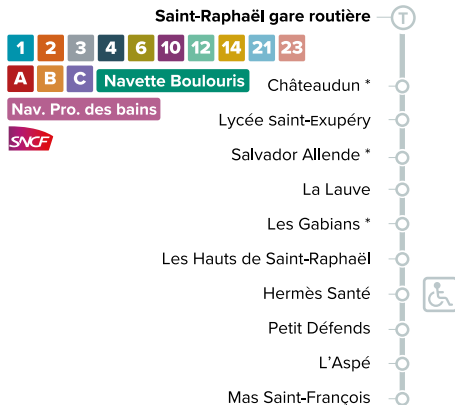 Saint-Raphaël gare routière
T
1 2 3 4 6 10 12 14 21 23
A B C Navette Boulouris
Châteaudun *
Nav. Pro. des bains
Lycée Saint-Exupéry
SNCF
Salvador Allende *
La Lauve
Les Gabians *
Les Hauts de Saint-Raphaël
Hermès Santé
Petit Défends
L'Aspé
Mas Saint-François